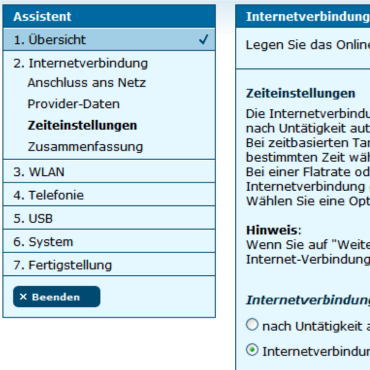 Assistent
1. Übersicht
2. Internetverbindung
Anschluss ans Netz
Provider-Daten
Zeiteinstellungen
Zusammenfassung
3. WLAN
4. Telefonie
5. USB
6. System
7. Fertigstellung
× Beenden
Internetverbindung
Legen Sie das Online
Zeiteinstellungen
Die Internetverbindu
nach Untätigkeit aut
Bei zeitbasierten Tar
bestimmten Zeit wäh
Bei einer Flatrate od
Internetverbindung
Wählen Sie eine Opt
Hinweis:
Wenn Sie auf "Weite
Internet-Verbindung
Internetverbindung
nach Untätigkeit a
Internetverbindun